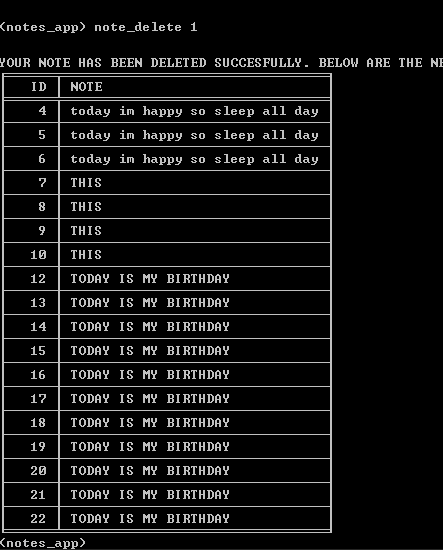 (notes_app) note_delete 1
YOUR NOTE HAS BEEN DELETED SUCCESFULLY. BELOW ARE THE NE
ID NOTE
4 today im happy so sleep all day
5 today im happy so sleep all day
6 today im happy so sleep all day
7 THIS
8 THIS
9 THIS
10 THIS
12 TODAY IS MY BIRTHDAY
13 TODAY IS MY BIRTHDAY
14 TODAY IS MY BIRTHDAY
15 TODAY IS MY BIRTHDAY
16 TODAY IS MY BIRTHDAY
17 TODAY IS MY BIRTHDAY
18 TODAY IS MY BIRTHDAY
19 TODAY IS MY BIRTHDAY
20 TODAY IS MY BIRTHDAY
21 TODAY IS MY BIRTHDAY
22 TODAY IS MY BIRTHDAY
(notes_app)